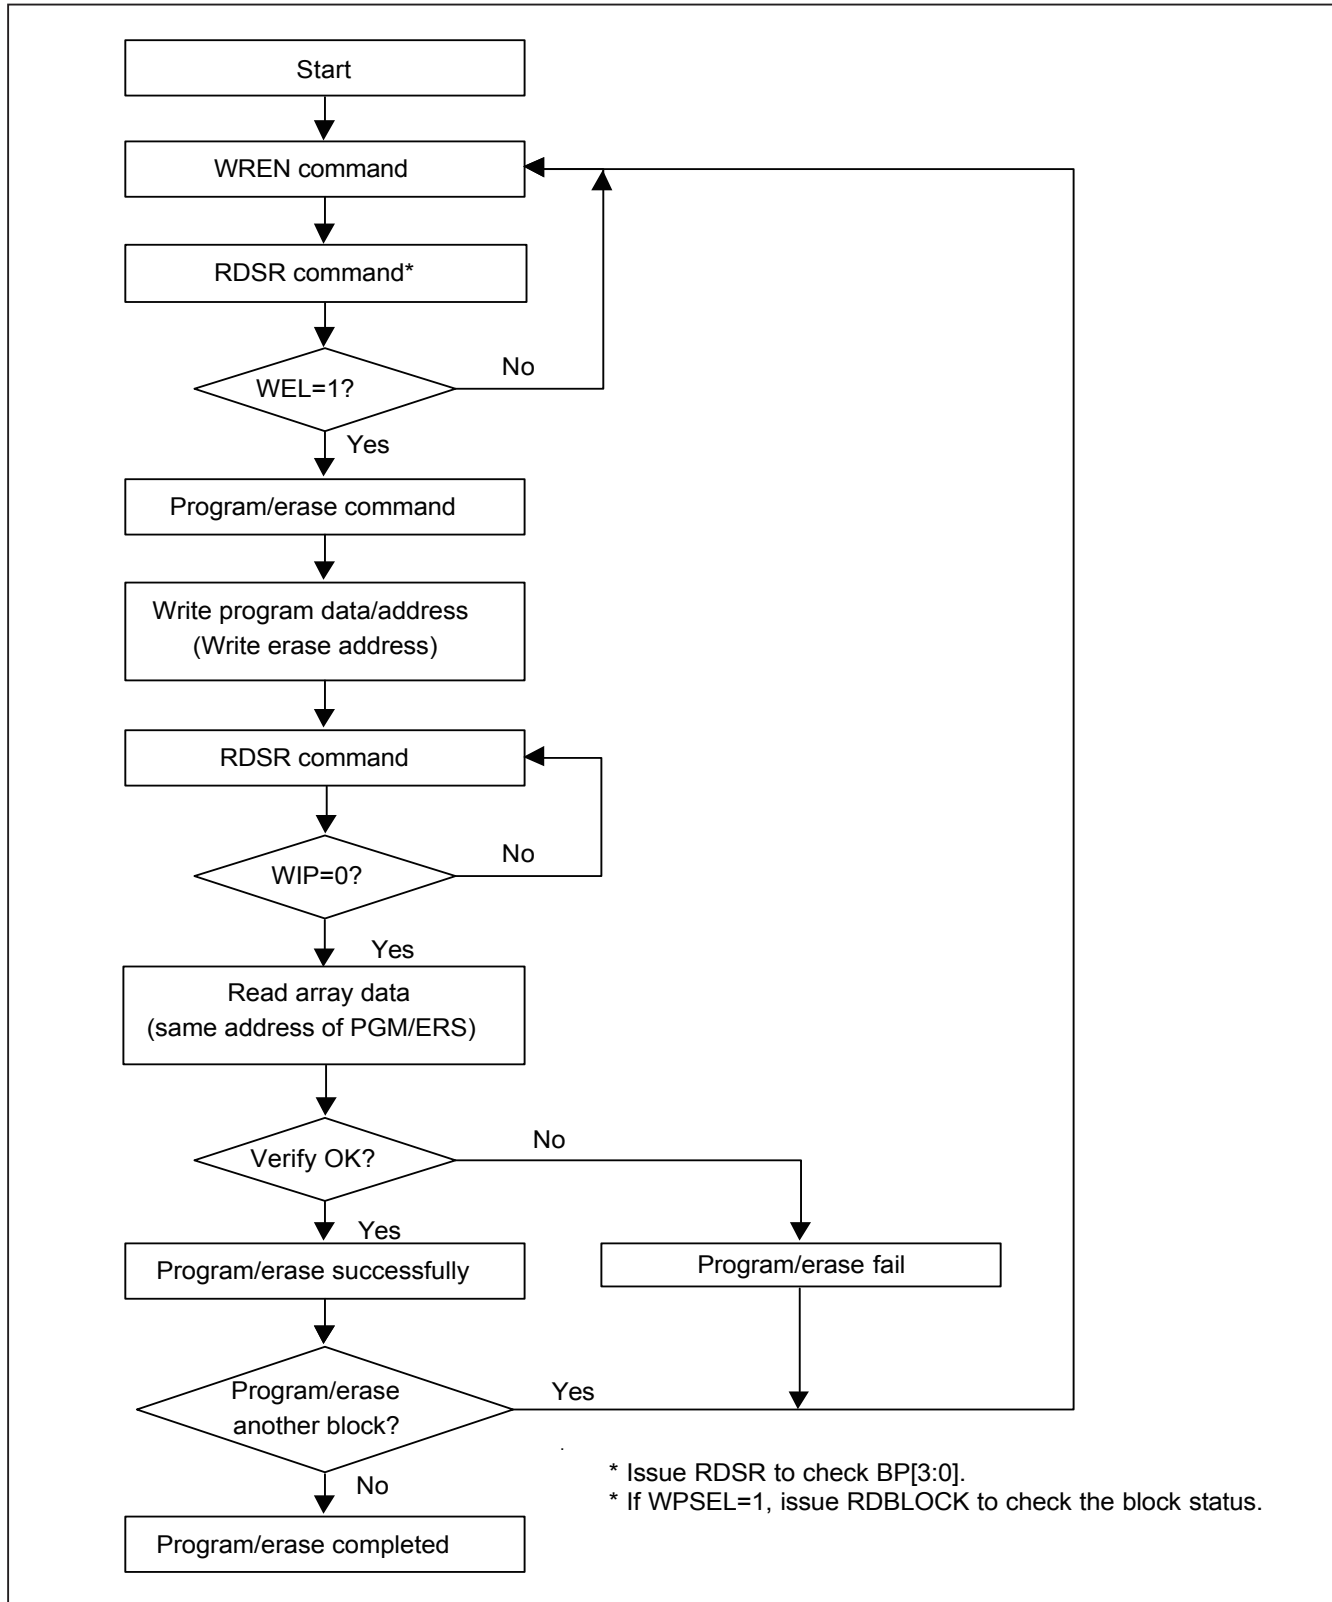 Start
WREN command
RDSR command*
WEL=1?
No
Yes
Program/erase command
Write program data/address
(Write erase address)
RDSR command
WIP=0?
No
Yes
Read array data
(same address of PGM/ERS)
Verify OK?
No
Yes
Program/erase successfully
Program/erase fail
Program/erase
another block?
Yes
No
* Issue RDSR to check BP[3:0].
* If WPSEL=1, issue RDBLOCK to check the block status.
Program/erase completed